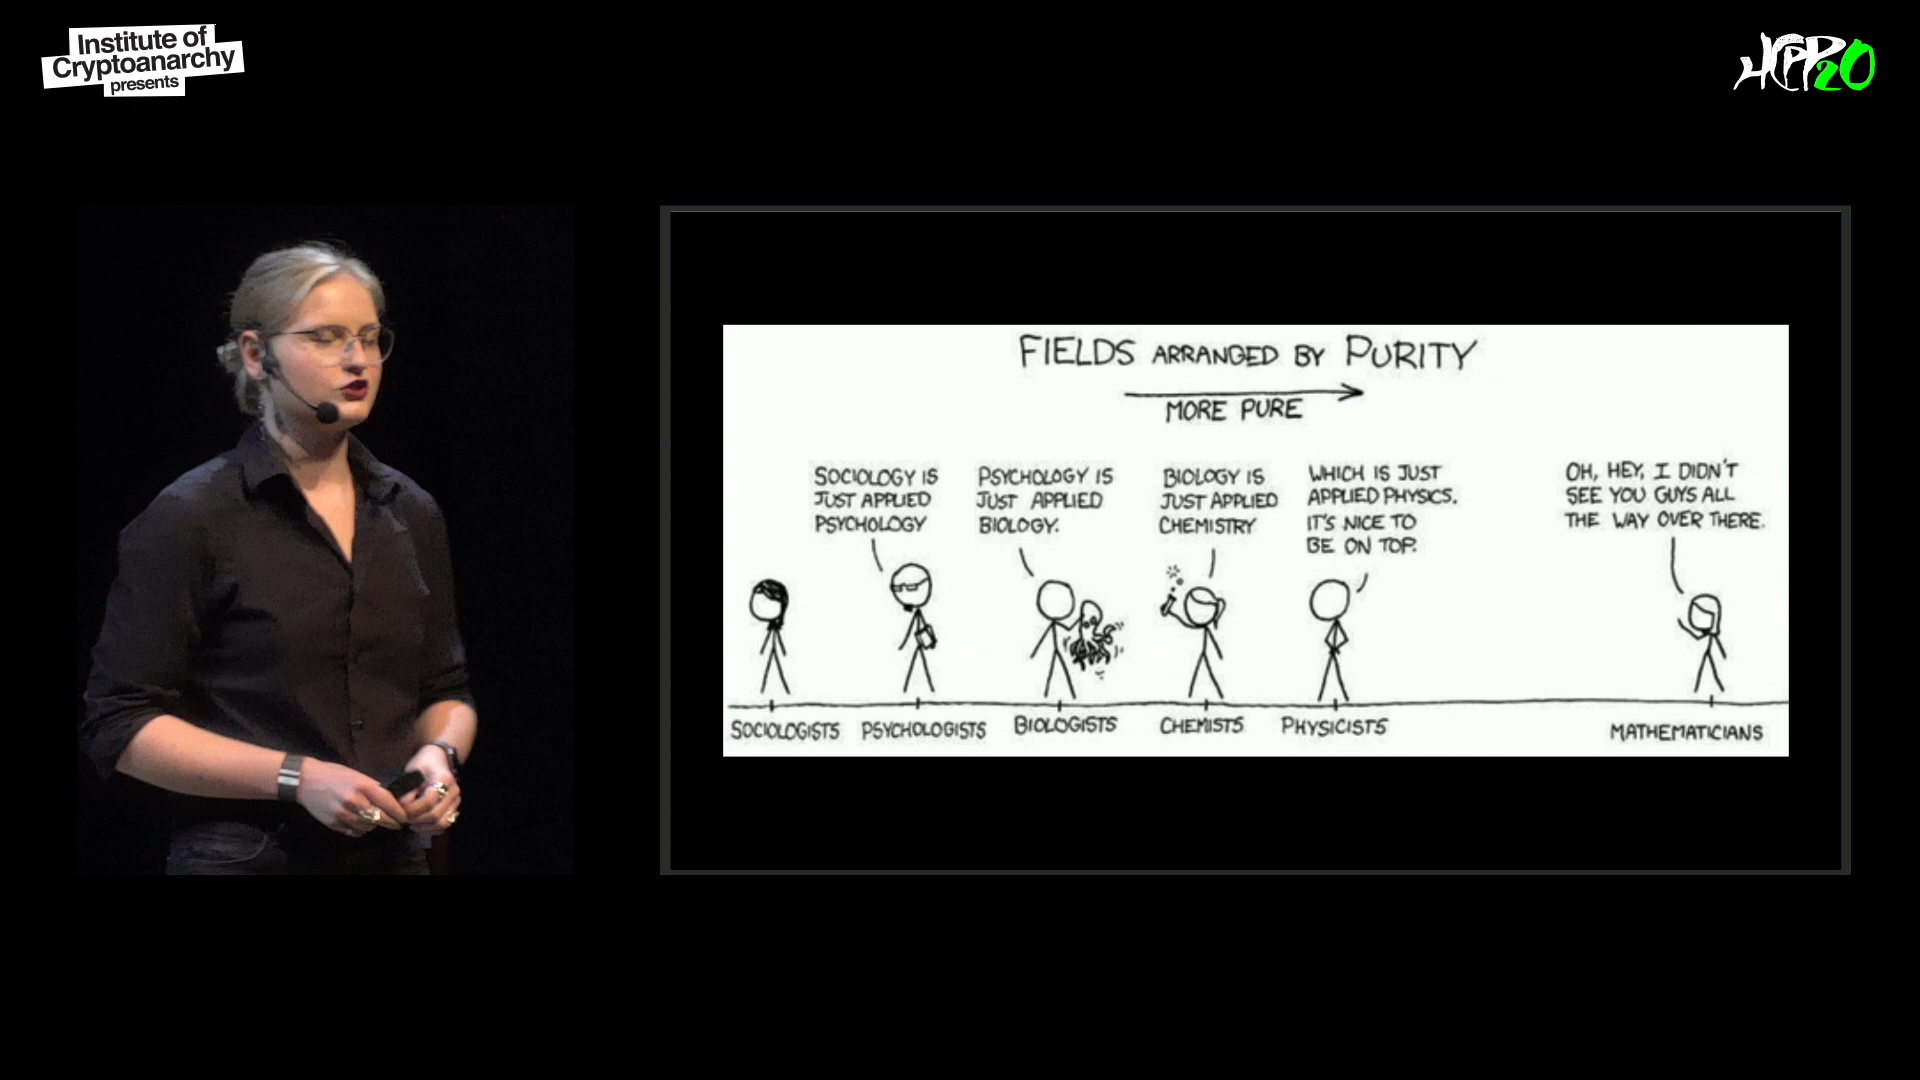 Institute of
Cryptoanarchy
presents
HCPP20
FIELDS ARRANGED BY PURITY
MORE PURE
SOCIOLOGY IS
JUST APPLIED
PSYCHOLOGY
PSYCHOLOGY IS
JUST APPLIED
BIOLOGY.
BIOLOGY IS
JUST APPLIED
CHEMISTRY
WHICH IS JUST
APPLIED PHYSICS.
IT'S NICE TO
BE ON TOP.
OH, HEY, I DIDN'T
SEE YOU GUYS ALL
THE WAY OVER THERE.
SOCIOLOGISTS
PSYCHOLOGISTS
BIOLOGISTS
CHEMISTS
PHYSICISTS
MATHEMATICIANS